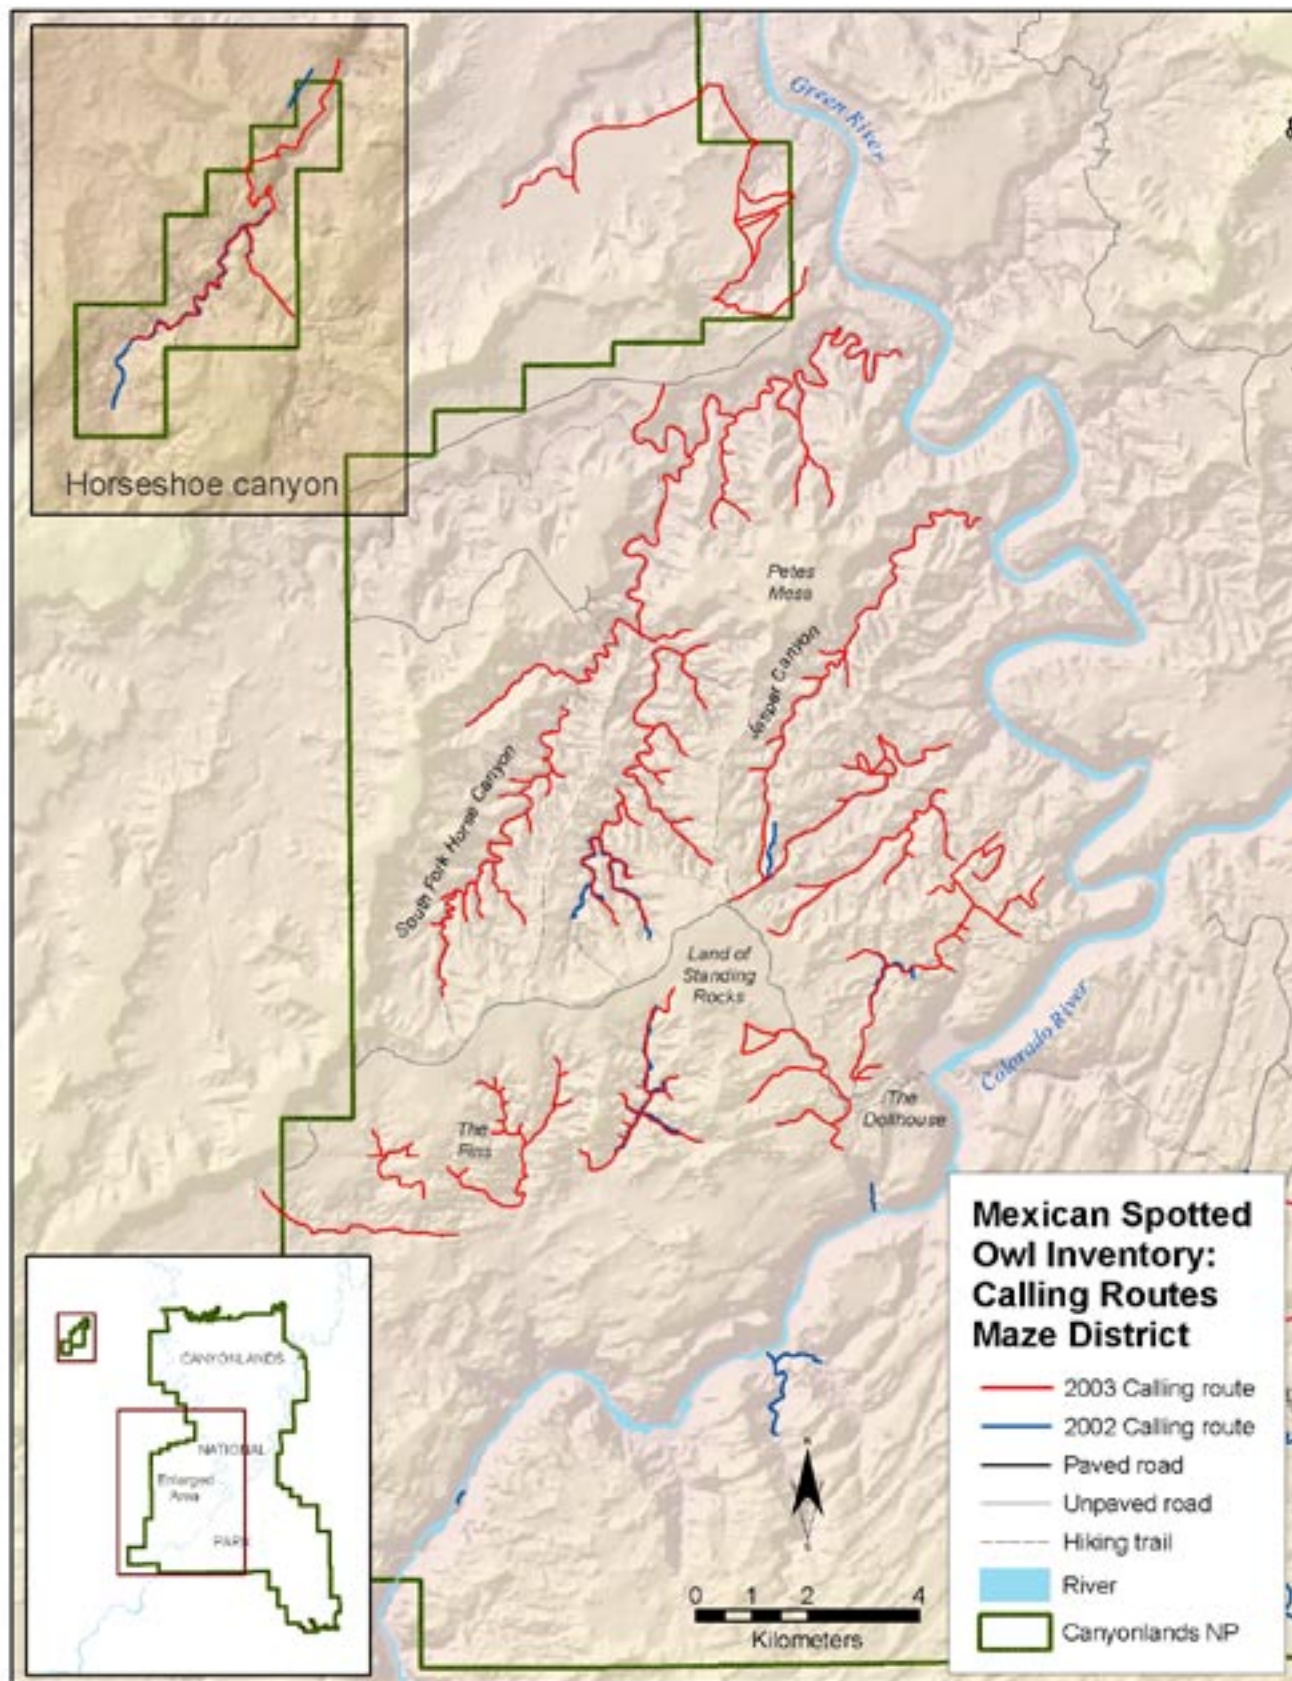 Horseshoe canyon
Green River
Petes
Mesa
Jasper Canyon
South Fork Horse Canyon
Land of
Standing
Rocks
Colorado River
The
Dollhouse
The
Fins
CANYONLANDS
NATIONAL
Enlarged
Area
PARK
Mexican Spotted
Owl Inventory:
Calling Routes
Maze District
2003 Calling route
2002 Calling route
Paved road
Unpaved road
Hiking trail
River
Canyonlands NP
N
S
0 1 2 4
Kilometers